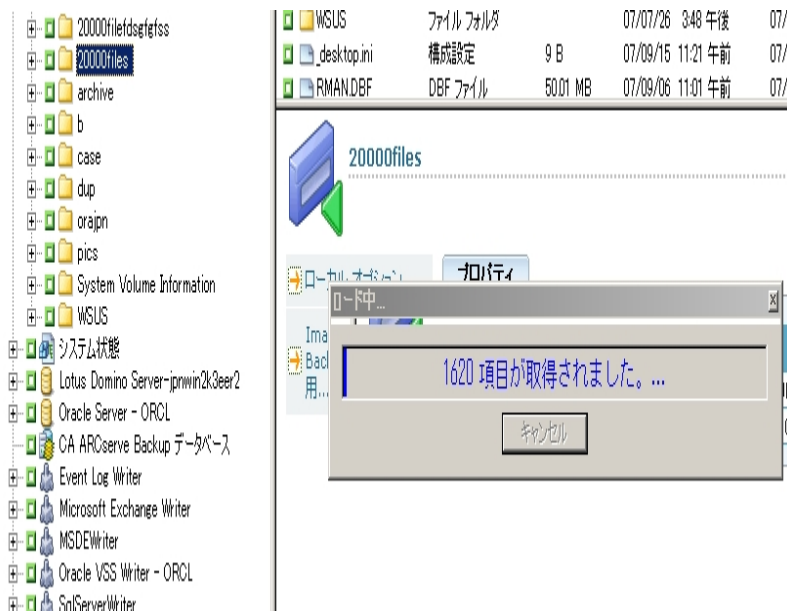 20000filefdsgfgfss
20000files
archive
b
case
dup
orajpn
pics
System Volume Information
WSUS
システム状態
Lotus Domino Server-jpnwin2k3eer2
Oracle Server - ORCL
CA ARCserve Backup データベース
Event Log Writer
Microsoft Exchange Writer
MSDEWriter
Oracle VSS Writer - ORCL
SqlServerWriter
WSUS ファイル フォルダ 07/07/26 3:48 午後 07/
_desktop.ini 構成設定 9 B 07/09/15 11:21 午前 07/
RMAN.DBF DBF ファイル 50.01 MB 07/09/06 11:01 午前 07/
20000files
ローカル オプション プロパティ
Ima
Bac
用...
ロード中...
1620 項目が取得されました。...
キャンセル